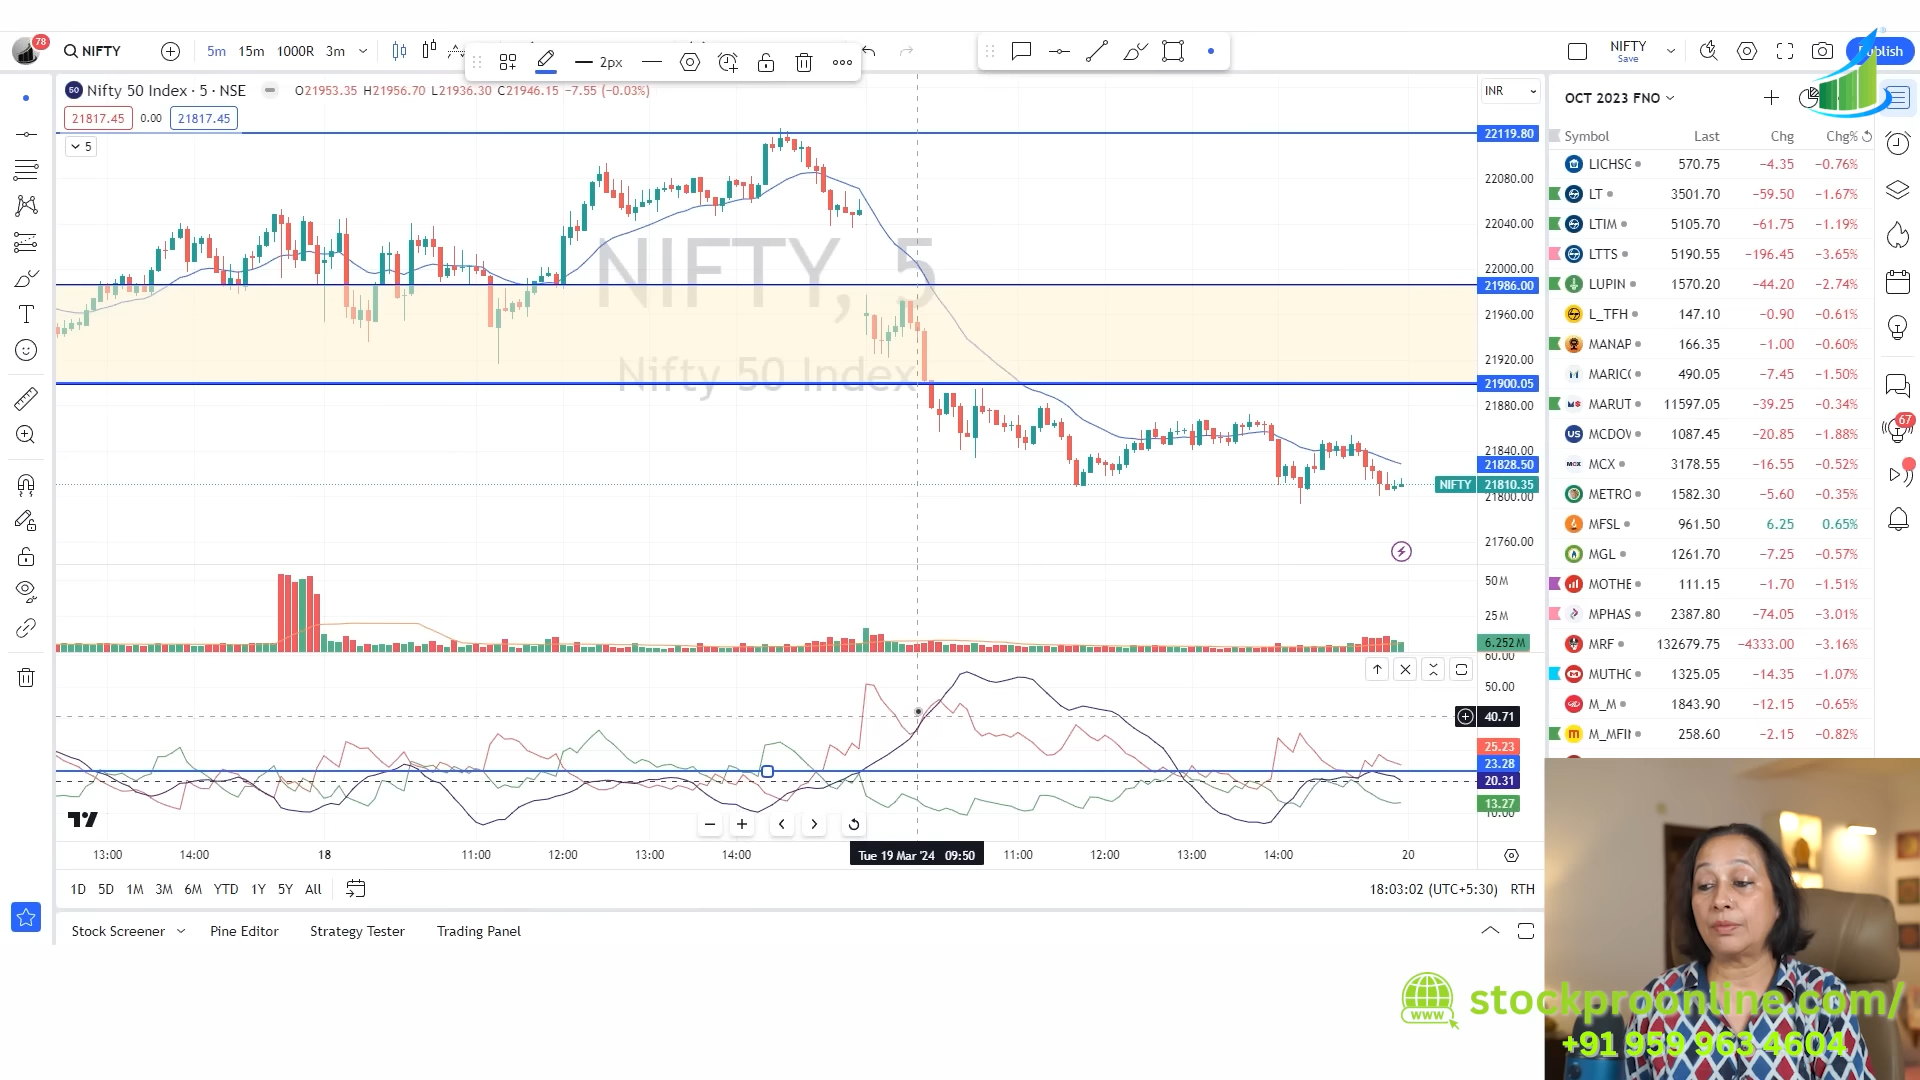 78
NIFTY
5m 15m 1000R 3m
2px
NIFTY
Save
Publish
50 Nifty 50 Index · 5 · NSE
O21953.35 H21956.70 L21936.30 C21946.15 −7.55 (−0.03%)
21817.45 0.00 21817.45
5
NIFTY, 5
Nifty 50 Index
INR
22119.80
22080.00
22040.00
22000.00
21986.00
21960.00
21920.00
21900.05
21880.00
21840.00
21828.50
NIFTY 21810.35
21800.00
21760.00
50M
25M
6.252M
60.00
50.00
40.71
25.23
23.28
20.31
13.27
10.00
13:00 14:00 18 11:00 12:00 13:00 14:00 Tue 19 Mar '24 09:50 11:00 12:00 13:00 14:00 20
1D 5D 1M 3M 6M YTD 1Y 5Y All
18:03:02 (UTC+5:30) RTH
Stock Screener Pine Editor Strategy Tester Trading Panel
OCT 2023 FNO
Symbol Last Chg Chg%
LICHSG 570.75 −4.35 −0.76%
LT 3501.70 −59.50 −1.67%
LTIM 5105.70 −61.75 −1.19%
LTTS 5190.55 −196.45 −3.65%
LUPIN 1570.20 −44.20 −2.74%
L_TFH 147.10 −0.90 −0.61%
MANAP 166.35 −1.00 −0.60%
MARIC 490.05 −7.45 −1.50%
MARUT 11597.05 −39.25 −0.34%
MCDOV 1087.45 −20.85 −1.88%
MCX 3178.55 −16.55 −0.52%
METRO 1582.30 −5.60 −0.35%
MFSL 961.50 6.25 0.65%
MGL 1261.70 −7.25 −0.57%
MOTHE 111.15 −1.70 −1.51%
MPHAS 2387.80 −74.05 −3.01%
MRF 132679.75 −4333.00 −3.16%
MUTHO 1325.05 −14.35 −1.07%
M_M 1843.90 −12.15 −0.65%
M_MFI 258.60 −2.15 −0.82%
67
WWW
stockproonline.com/
+91 959 963 4604